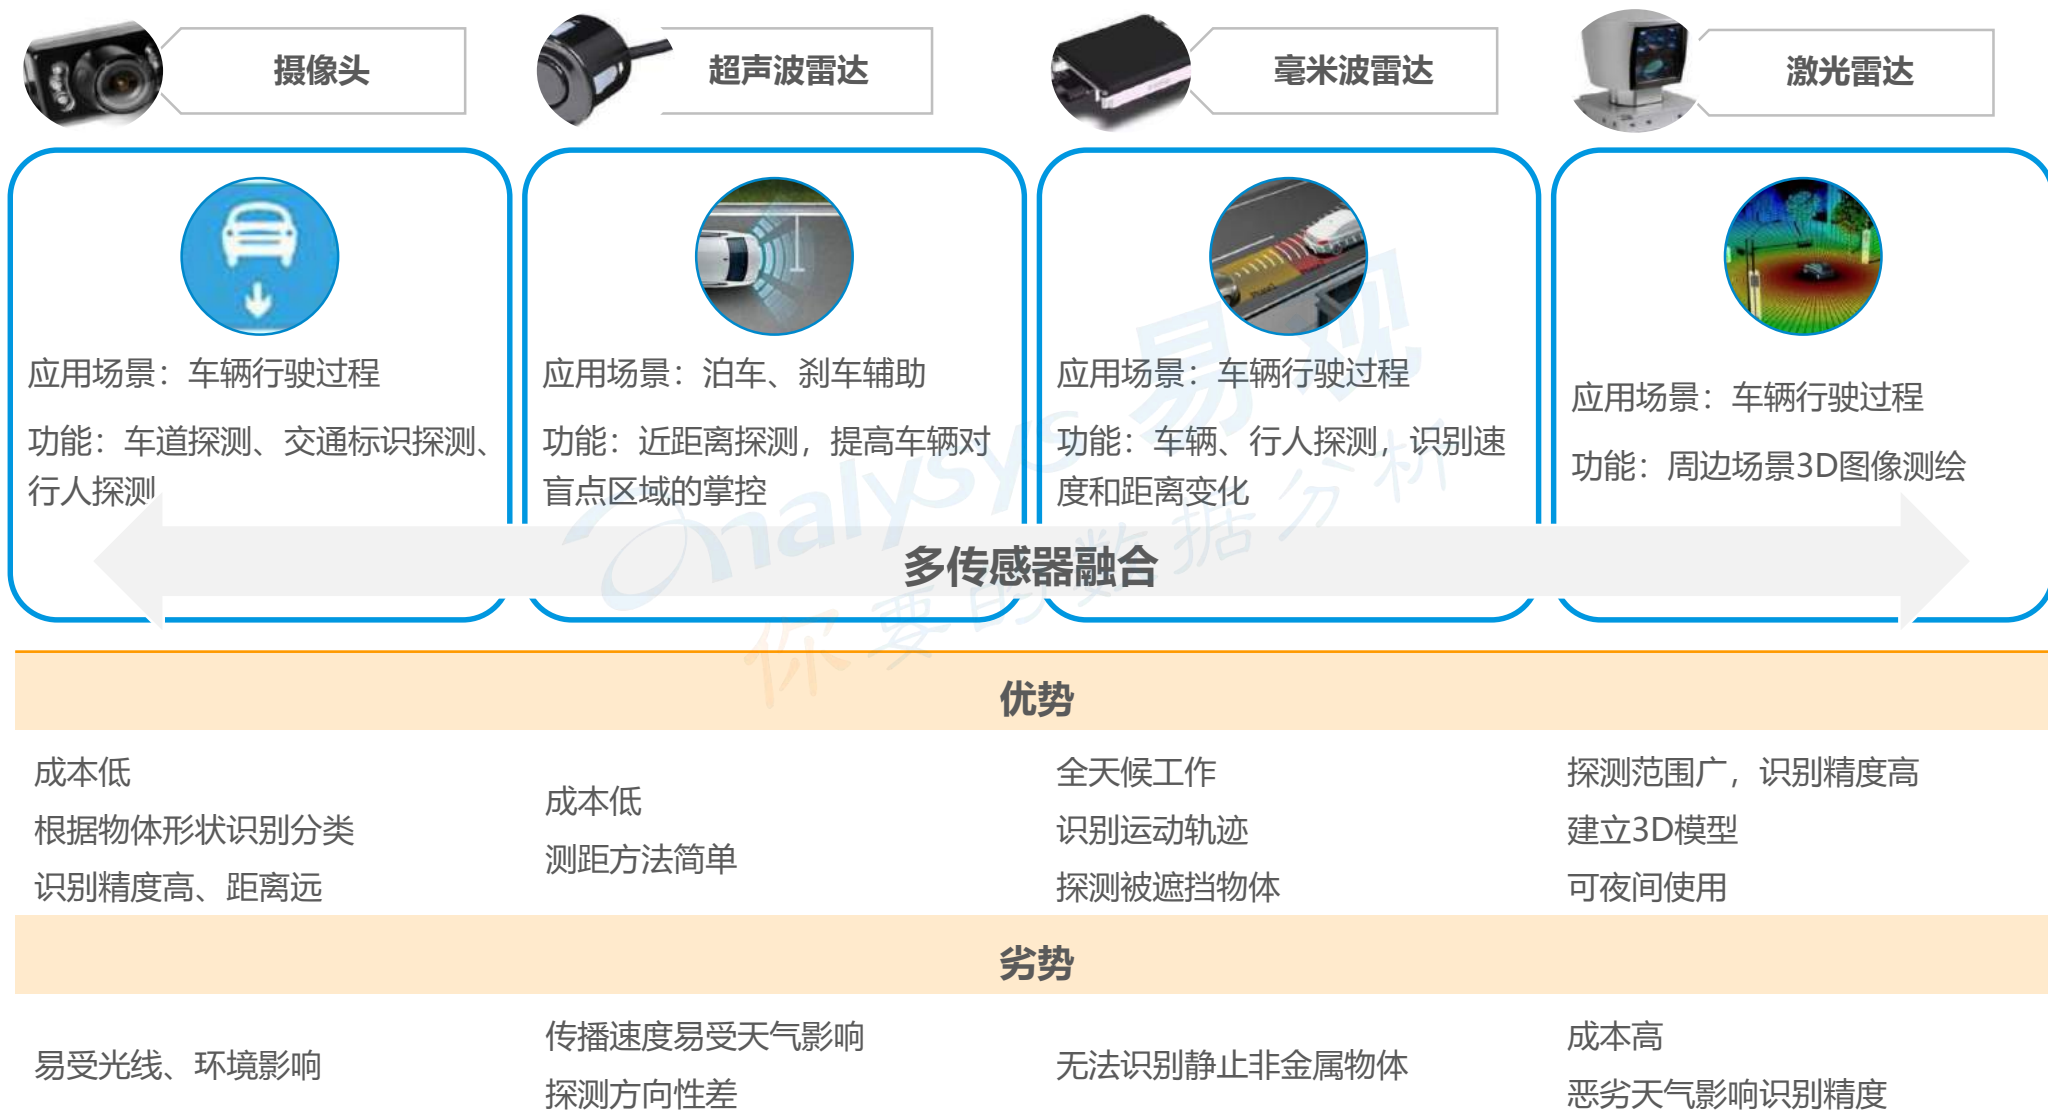 摄像头
超声波雷达
毫米波雷达
激光雷达
应用场景：车辆行驶过程
功能：车道探测、交通标识探测、
行人探测
应用场景：泊车、刹车辅助
功能：近距离探测，提高车辆对
盲点区域的掌控
应用场景：车辆行驶过程
功能：车辆、行人探测，识别速
度和距离变化
应用场景：车辆行驶过程
功能：周边场景3D图像测绘
analysys 易观
你要的数据分析
多传感器融合
优势
成本低
根据物体形状识别分类
识别精度高、距离远
成本低
测距方法简单
全天候工作
识别运动轨迹
探测被遮挡物体
探测范围广，识别精度高
建立3D模型
可夜间使用
劣势
易受光线、环境影响
传播速度易受天气影响
探测方向性差
无法识别静止非金属物体
成本高
恶劣天气影响识别精度